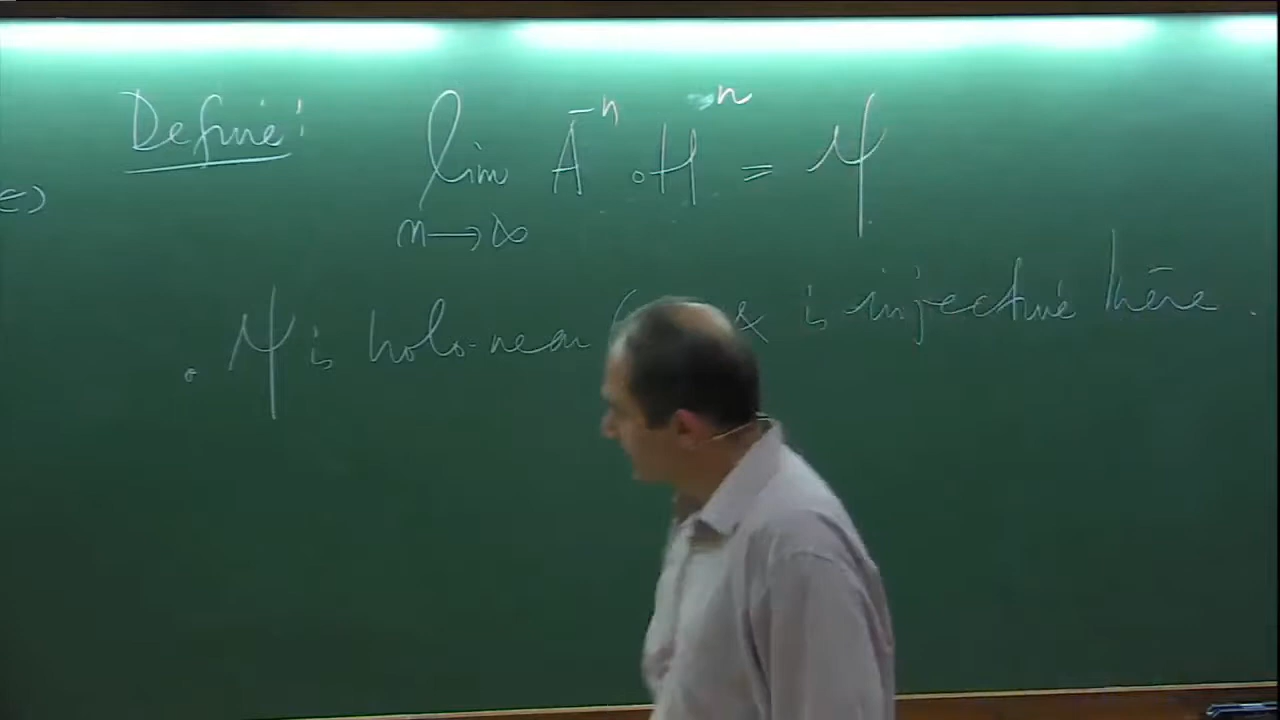 Define:
lim A^{-n} ∘ H^{∘n} = Ψ
n → ∞
∈)
• Ψ is holo. near & is injective there.